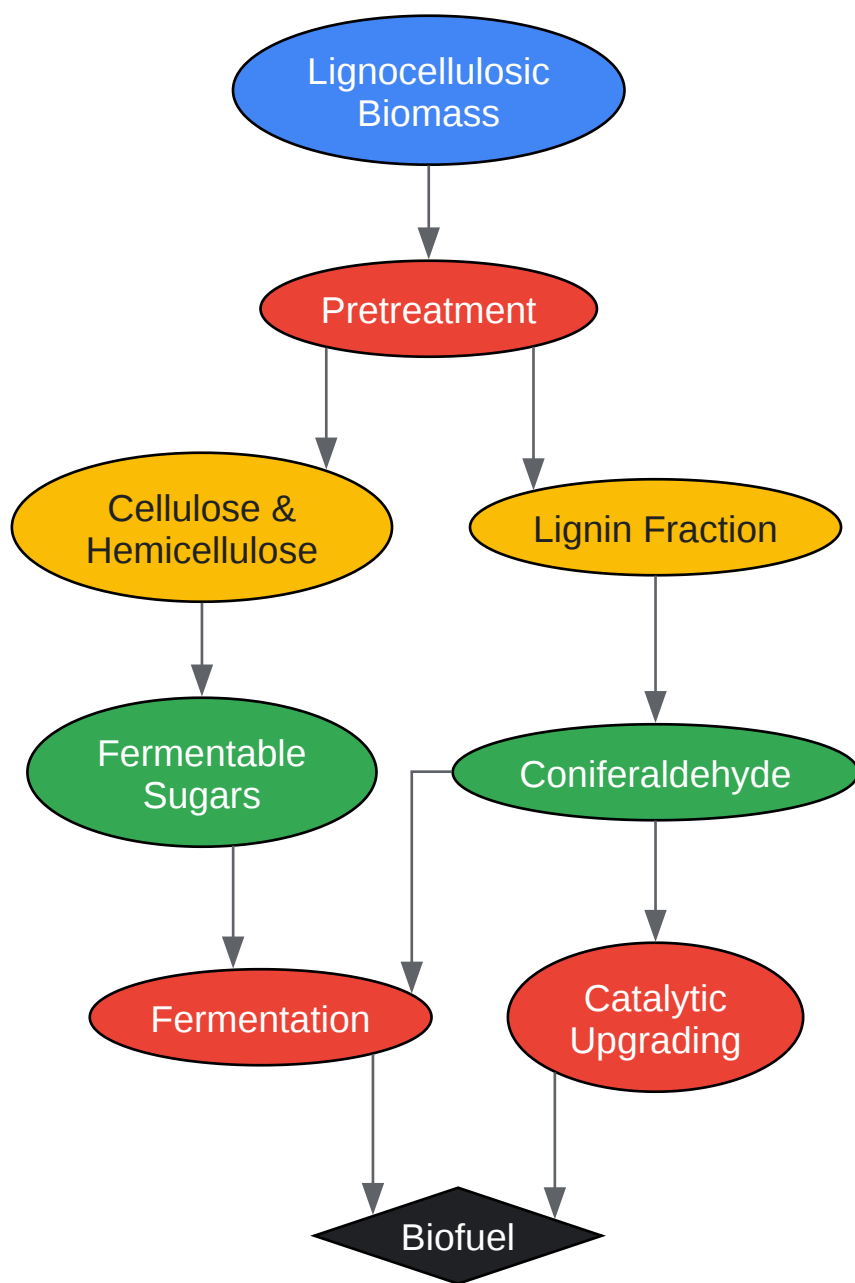 Lignocellulosic
Biomass
Pretreatment
Cellulose &
Hemicellulose
Lignin Fraction
Fermentable
Sugars
Coniferaldehyde
Fermentation
Catalytic
Upgrading
Biofuel